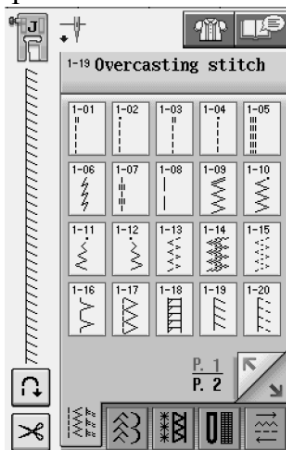 J
1-19 Overcasting stitch
1-01 1-02 1-03 1-04 1-05
1-06 1-07 1-08 1-09 1-10
1-11 1-12 1-13 1-14 1-15
1-16 1-17 1-18 1-19 1-20
P. 1
P. 2